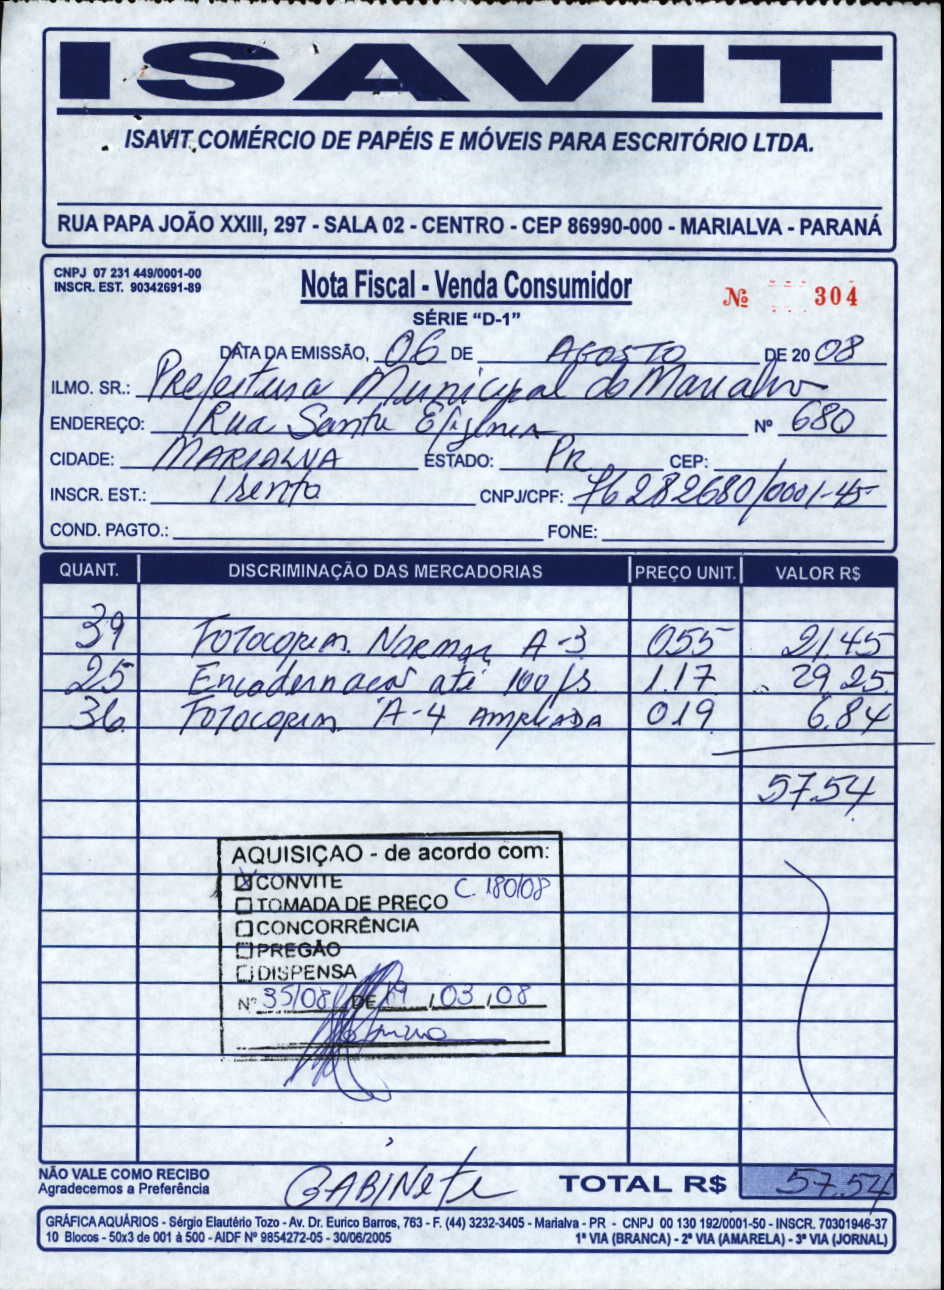 ISAVIT
ISAVIT COMÉRCIO DE PAPÉIS E MÓVEIS PARA ESCRITÓRIO LTDA.
RUA PAPA JOÃO XXIII, 297 - SALA 02 - CENTRO - CEP 86990-000 - MARIALVA - PARANÁ
CNPJ 07 231 449/0001-00
INSCR. EST. 90342691-89
Nota Fiscal - Venda Consumidor
Nº 304
SÉRIE "D-1"
DATA DA EMISSÃO, 06 DE AGOSTO DE 2008
ILMO. SR.: Prefeitura Municipal de Marialva
ENDEREÇO: Rua Santa Efigênia Nº 680
CIDADE: MARIALVA ESTADO: PR CEP:
INSCR. EST.: Isento CNPJ/CPF: 76282680/0001-45
COND. PAGTO.: FONE:
QUANT. DISCRIMINAÇÃO DAS MERCADORIAS PREÇO UNIT. VALOR R$
39 Fotocopia Normal A-3 055 21.45
25 Encadernação até 100 fs 1.17 29.25
36 Fotocopia A-4 AMPLIADA 019 6.84
57.54
AQUISIÇAO - de acordo com:
CONVITE C. 180/08
TOMADA DE PREÇO
CONCORRÊNCIA
PREGÃO
DISPENSA
Nº 35/08 DE 19 / 03 / 08
NÃO VALE COMO RECIBO
Agradecemos a Preferência
GABINete
TOTAL R$ 57.54
GRÁFICA AQUÁRIOS - Sérgio Elautério Tozo - Av. Dr. Eurico Barros, 763 - F. (44) 3232-3405 - Marialva - PR - CNPJ 00 130 192/0001-50 - INSCR. 70301946-37
10 Blocos - 50x3 de 001 à 500 - AIDF Nº 9854272-05 - 30/06/2005 1ª VIA (BRANCA) - 2ª VIA (AMARELA) - 3ª VIA (JORNAL)